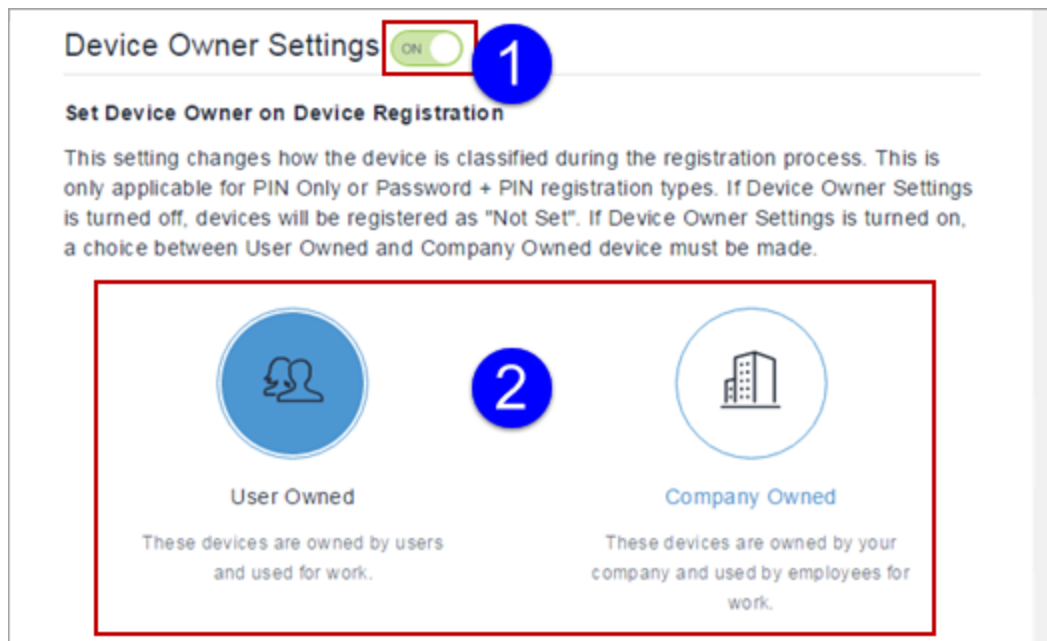 Device Owner Settings ON 1
Set Device Owner on Device Registration
This setting changes how the device is classified during the registration process. This is
only applicable for PIN Only or Password + PIN registration types. If Device Owner Settings
is turned off, devices will be registered as "Not Set". If Device Owner Settings is turned on,
a choice between User Owned and Company Owned device must be made.
2
User Owned
These devices are owned by users
and used for work.
Company Owned
These devices are owned by your
company and used by employees for
work.